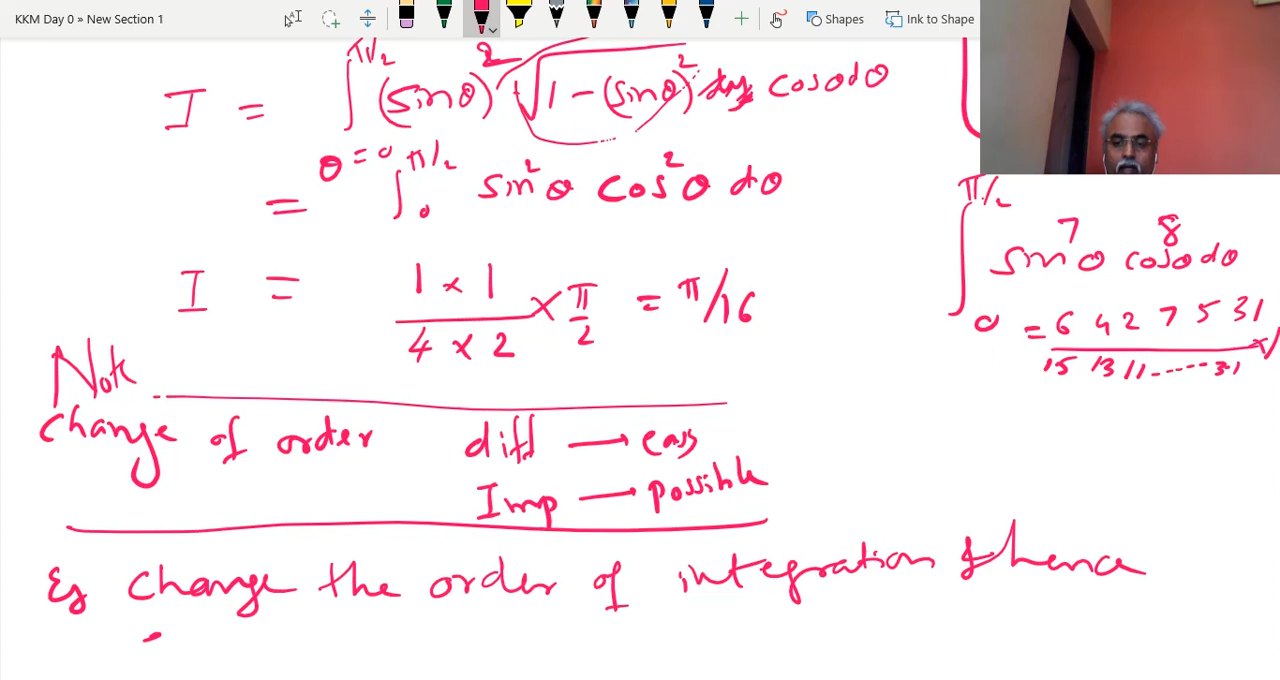 KKM Day 0 » New Section 1
Shapes
Ink to Shape
I = ∫_{θ=0}^{π/2} (sinθ)² √1 - (sinθ)² cosθ dθ
= ∫_0^{π/2} sin²θ cos²θ dθ
I = 1 × 1 / 4 × 2 × π/2 = π/16
∫_0^{π/2} sin⁷θ cos⁸θ dθ
= 6 4 2 7 5 3 1 / 15 13 11 ----- 3·1
Note
change of order diff → easy
Imp → possible
Eg change the order of integration & hence